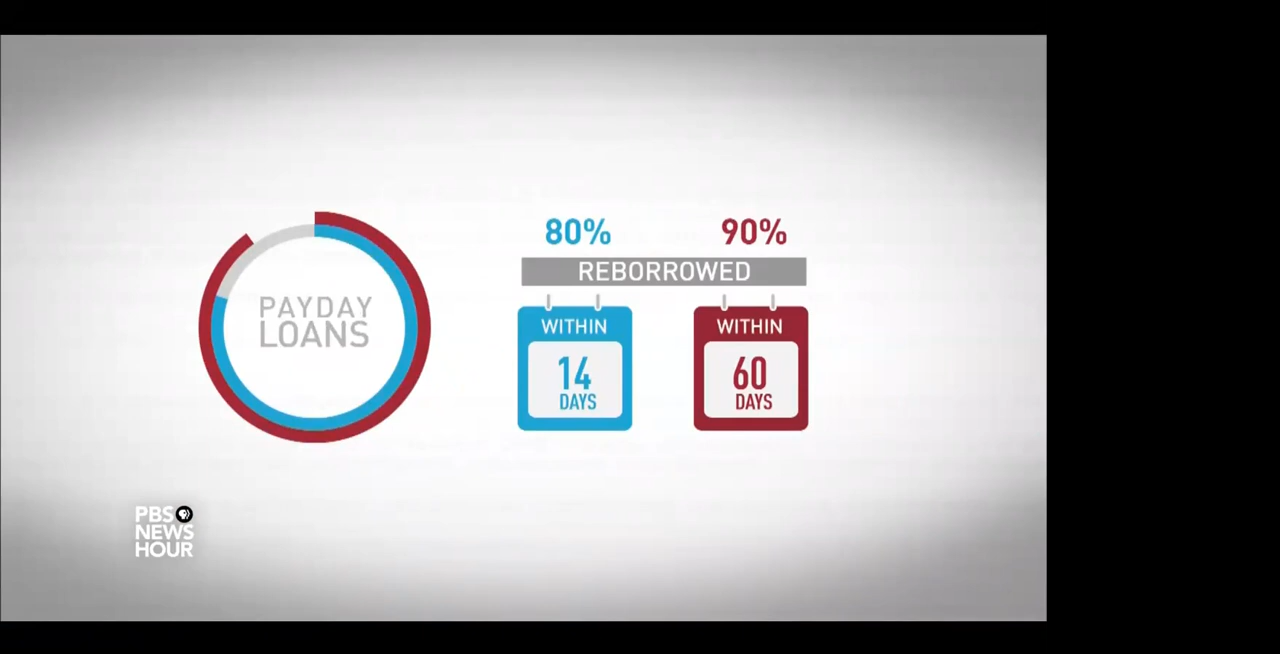 PAYDAY
LOANS
80%
90%
REBORROWED
WITHIN
14
DAYS
WITHIN
60
DAYS
PBS
NEWS
HOUR